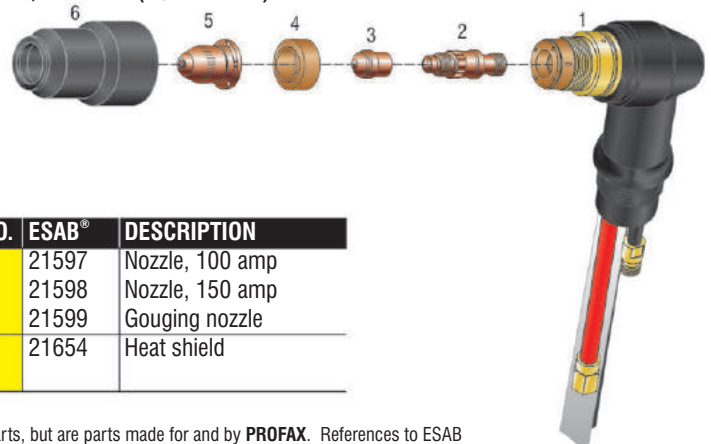 6
5
4
3
2
1
ESAB® DESCRIPTION
21597 Nozzle, 100 amp
21598 Nozzle, 150 amp
21599 Gouging nozzle
21654 Heat shield
but are parts made for and by PROFAX. References to ESAB